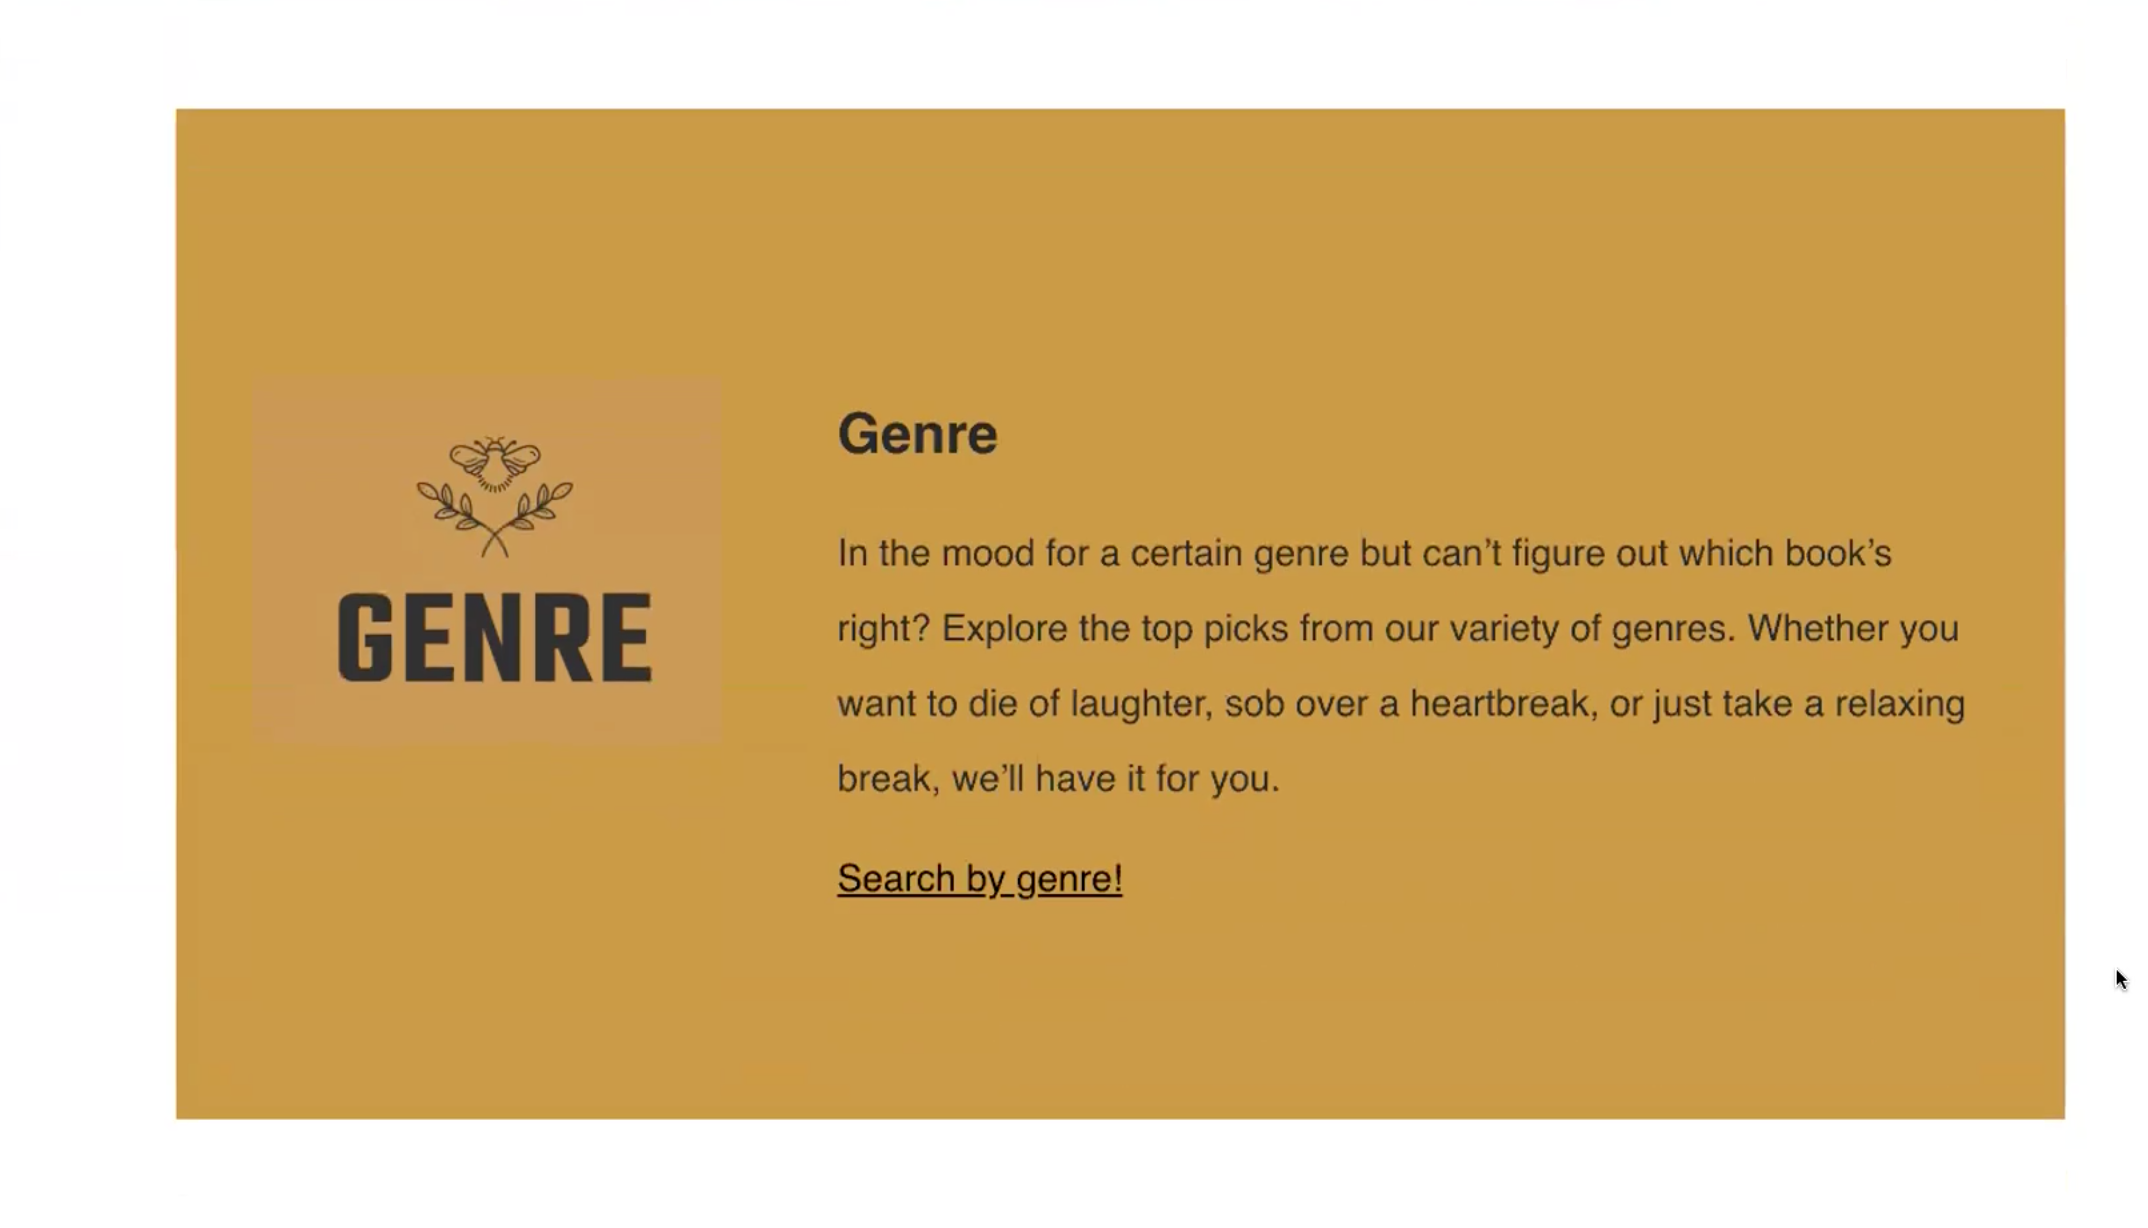 GENRE
Genre
In the mood for a certain genre but can’t figure out which book’s
right? Explore the top picks from our variety of genres. Whether you
want to die of laughter, sob over a heartbreak, or just take a relaxing
break, we’ll have it for you.
Search by genre!